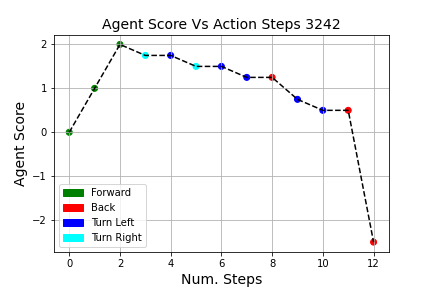 Agent Score Vs Action Steps 3242
2
1
0
−1
−2
Agent Score
Forward
Back
Turn Left
Turn Right
0 2 4 6 8 10 12
Num. Steps